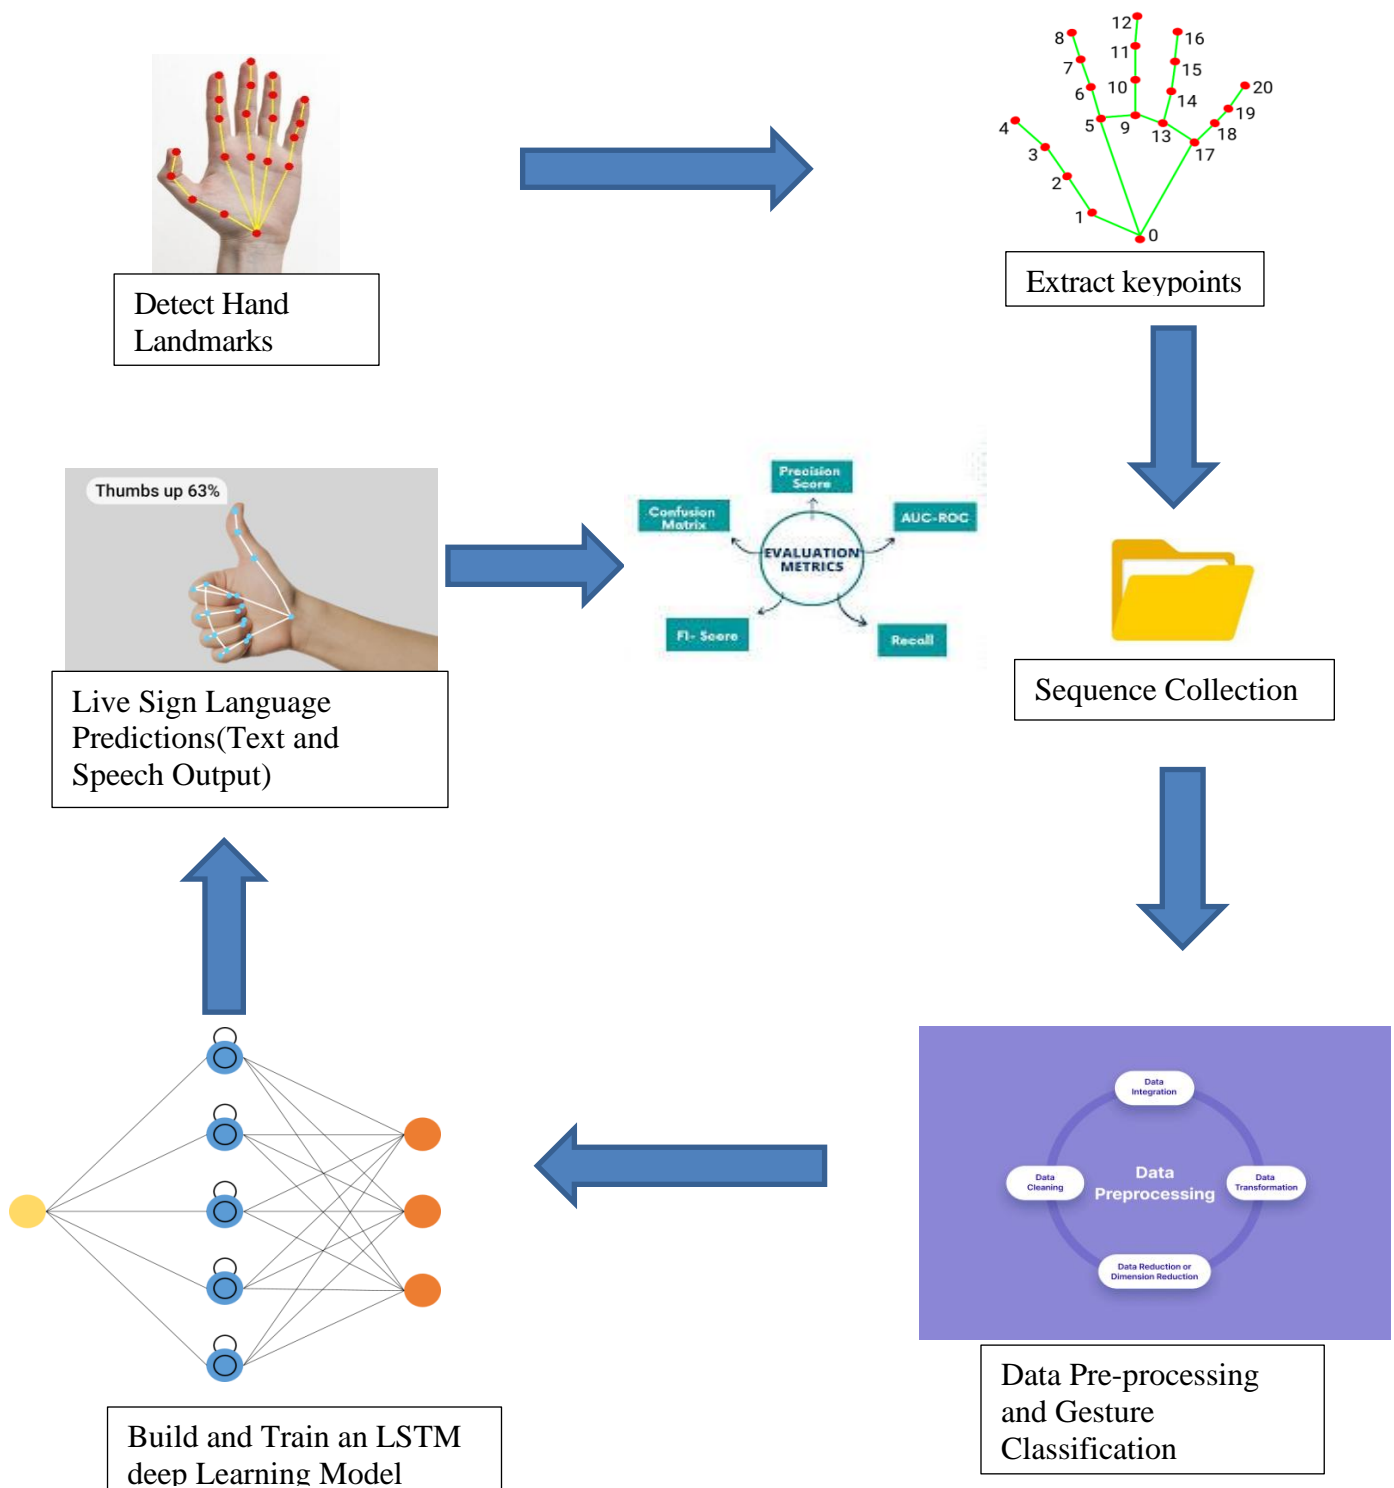 12
8
16
11
7
15
10
6
20
14
19
4
5
9
13
18
3
17
2
1
0
Detect Hand
Landmarks
Extract keypoints
Thumbs up 63%
Precision
Score
Confusion
Matrix
AUC-ROC
EVALUATION
METRICS
F1- Score
Recall
Sequence Collection
Live Sign Language
Predictions(Text and
Speech Output)
Data
Integration
Data
Cleaning
Data
Preprocessing
Data
Transformation
Data Reduction or
Dimension Reduction
Data Pre-processing
and Gesture
Classification
Build and Train an LSTM
deep Learning Model